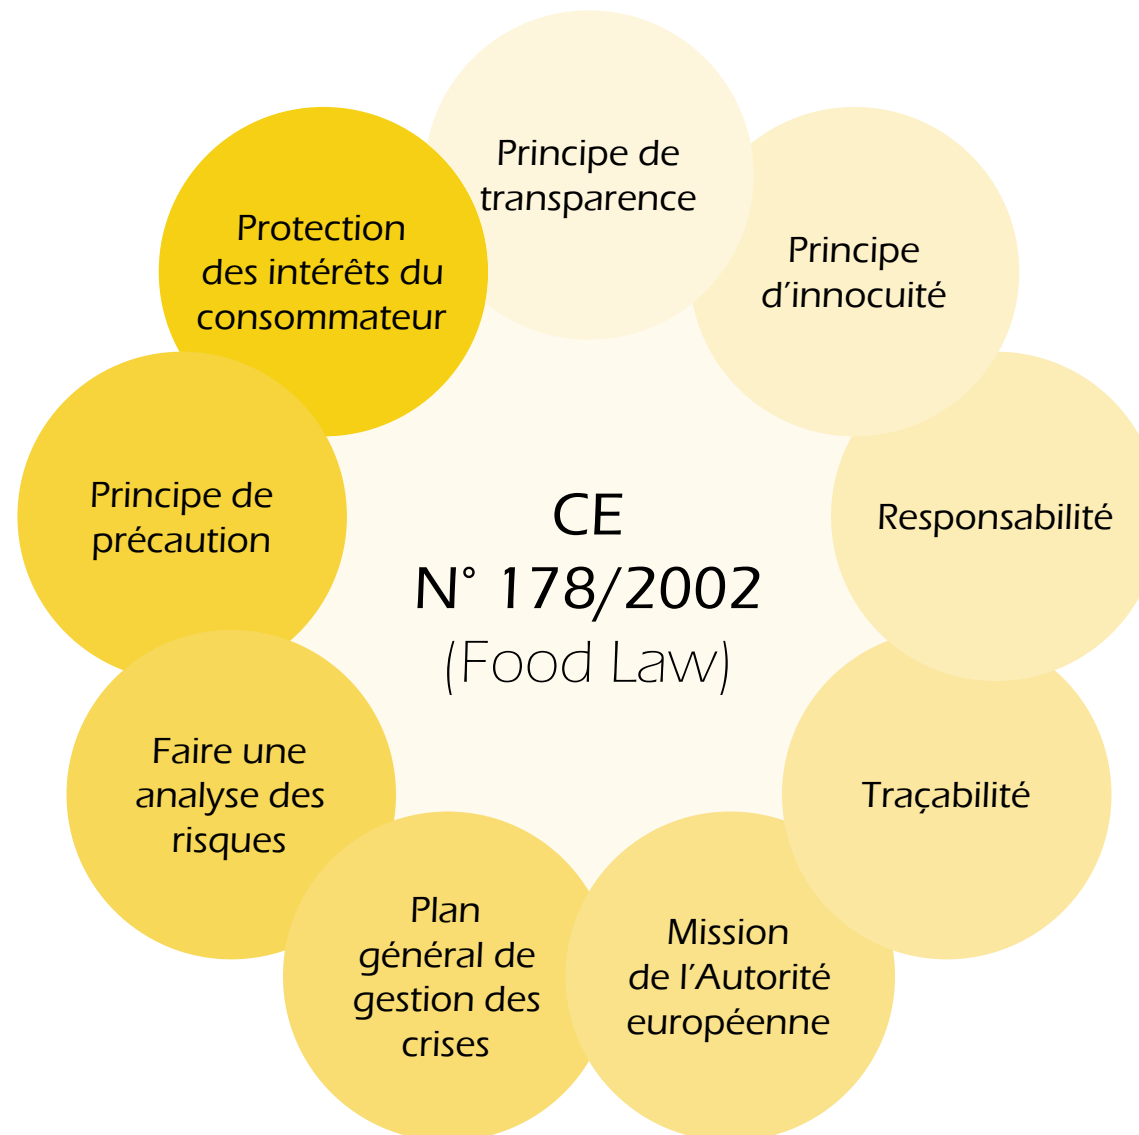 Principe de
transparence
Principe
d’innocuité
Responsabilité
Traçabilité
Mission
de l’Autorité
européenne
Plan
général de
gestion des
crises
Faire une
analyse des
risques
Principe de
précaution
Protection
des intérêts du
consommateur
CE
N° 178/2002
(Food Law)